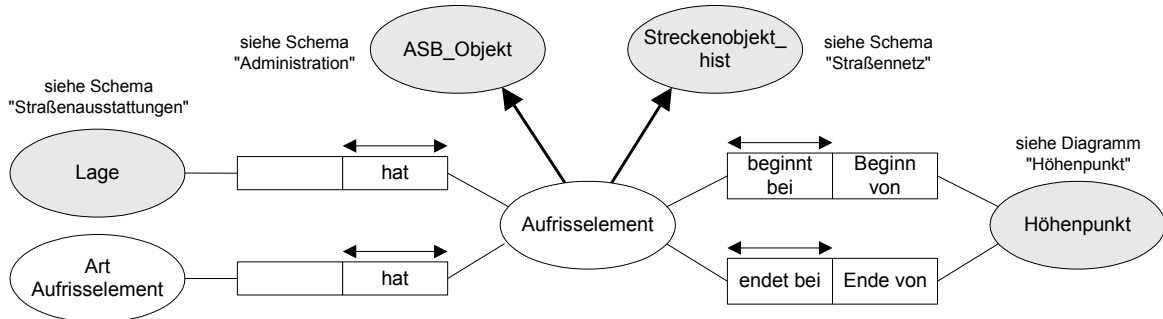 siehe Schema
"Administration"
ASB_Objekt
Streckenobjekt_
hist
siehe Schema
"Straßennetz"
siehe Schema
"Straßenausstattungen"
Lage
hat
beginnt
bei
Beginn
von
siehe Diagramm
"Höhenpunkt"
Aufrisselement
Höhenpunkt
Art
Aufrisselement
hat
endet bei
Ende von